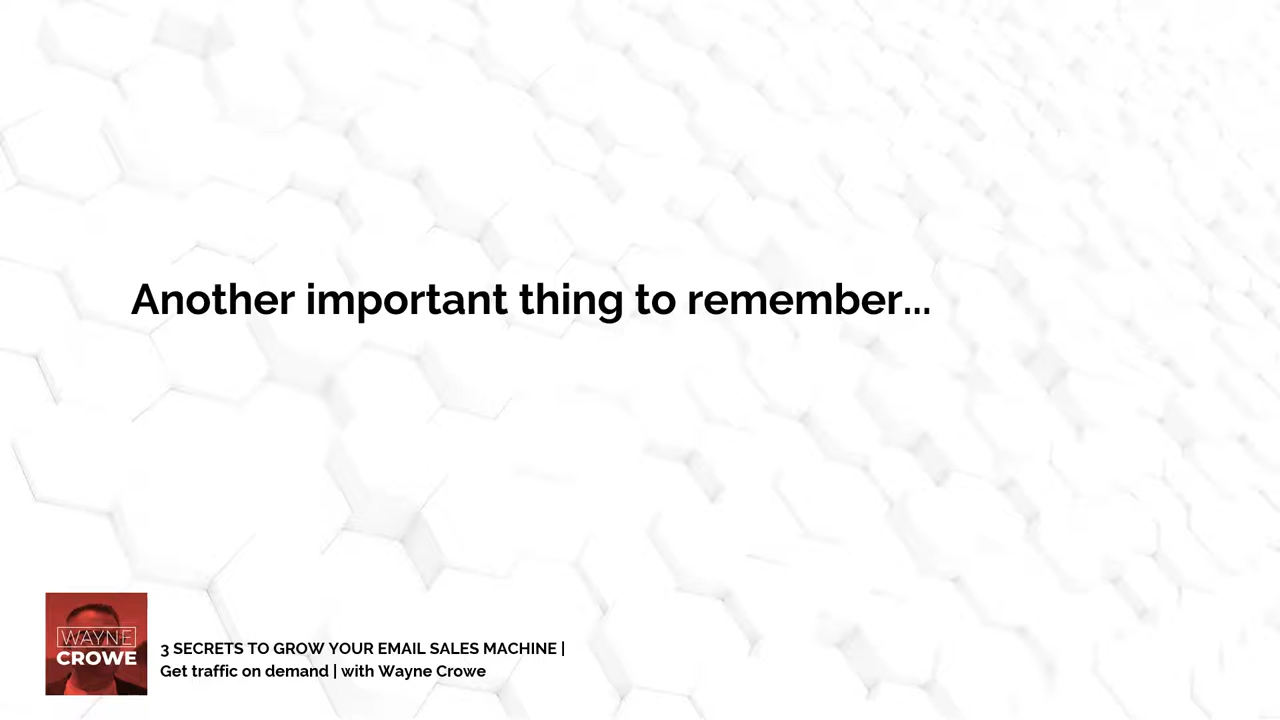 Another important thing to remember...
WAYNE
CROWE
3 SECRETS TO GROW YOUR EMAIL SALES MACHINE |
Get traffic on demand | with Wayne Crowe